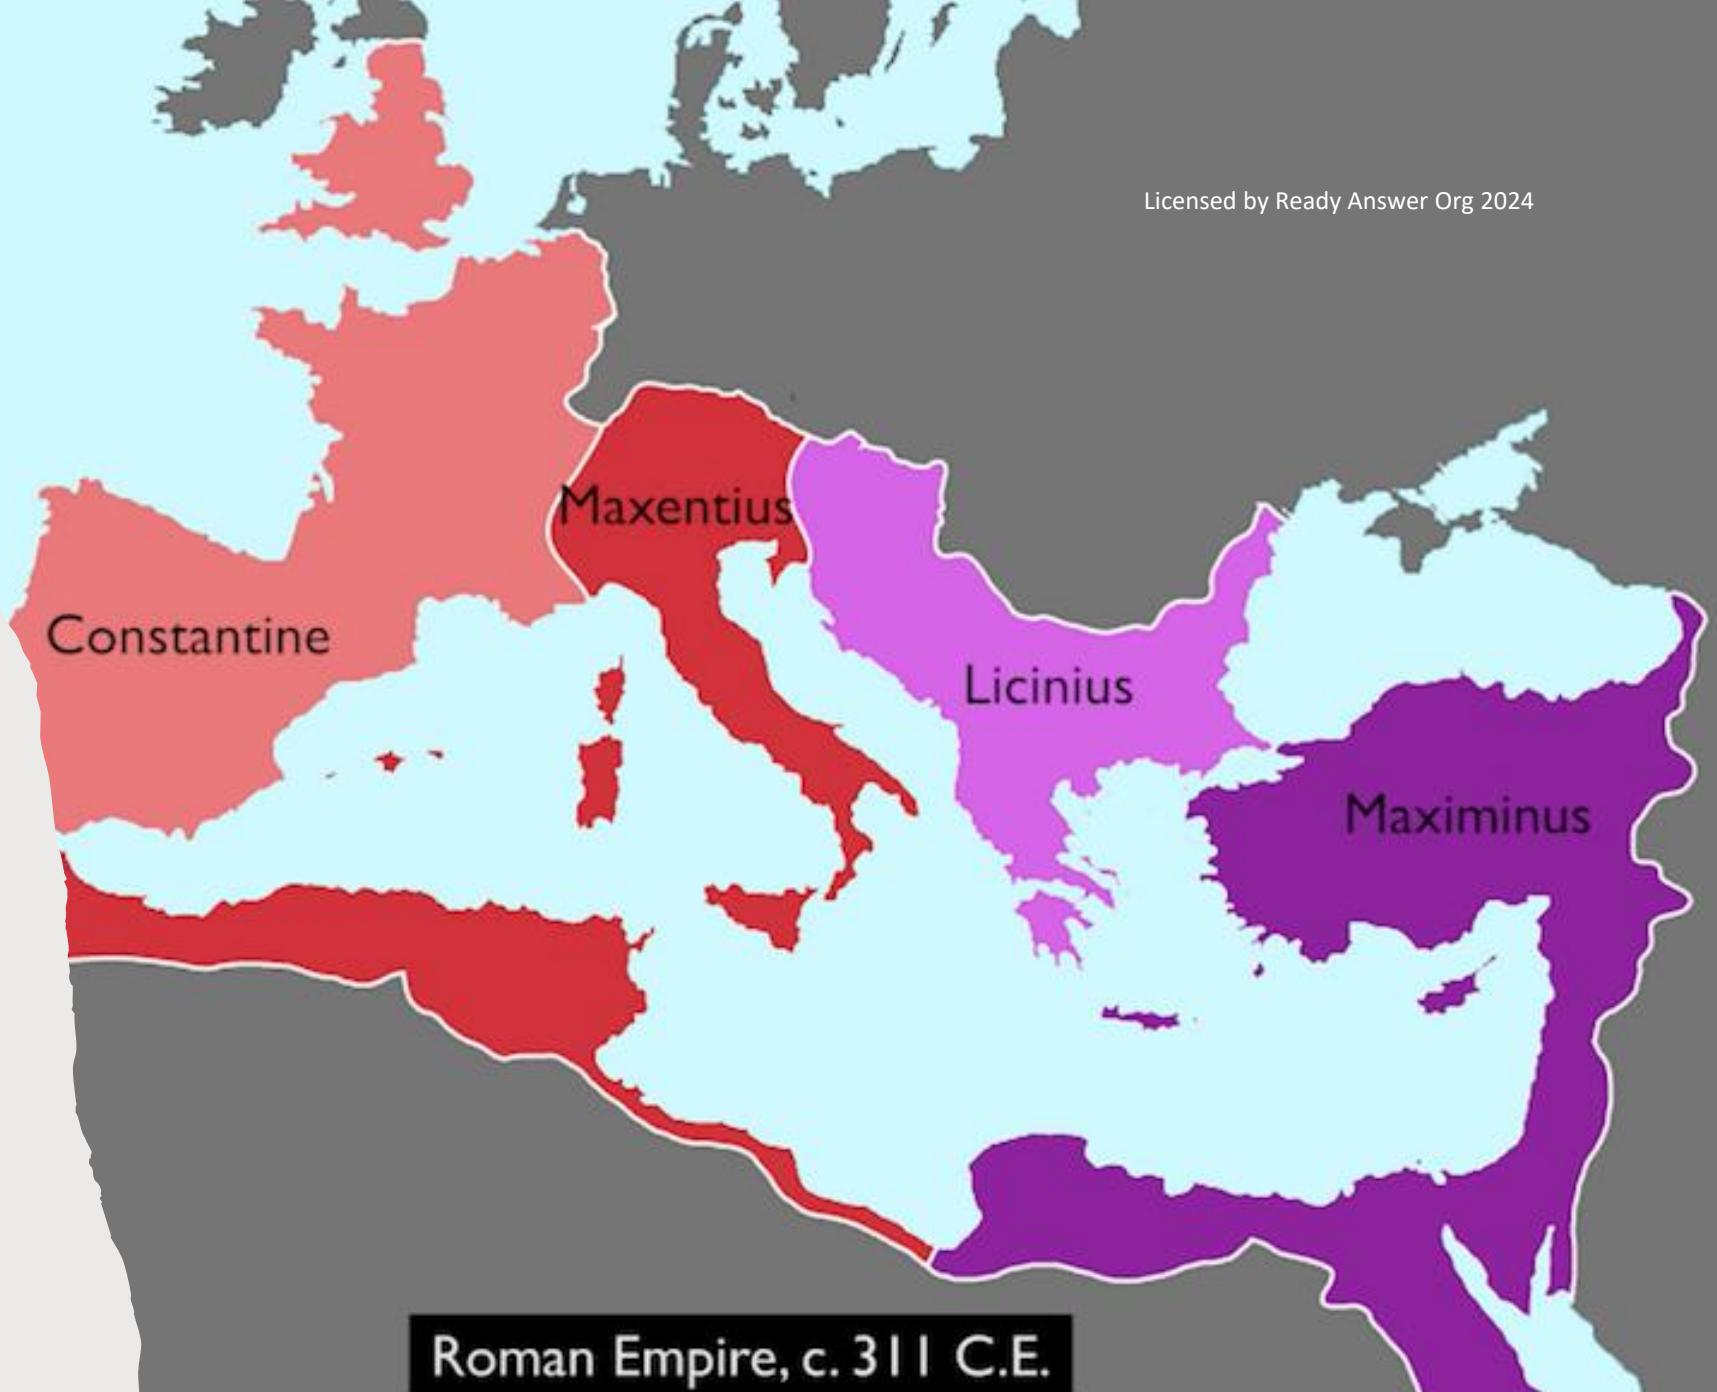 Licensed by Ready Answer Org 2024
Maxentius
Constantine
Licinius
Maximinus
Roman Empire, c. 311 C.E.